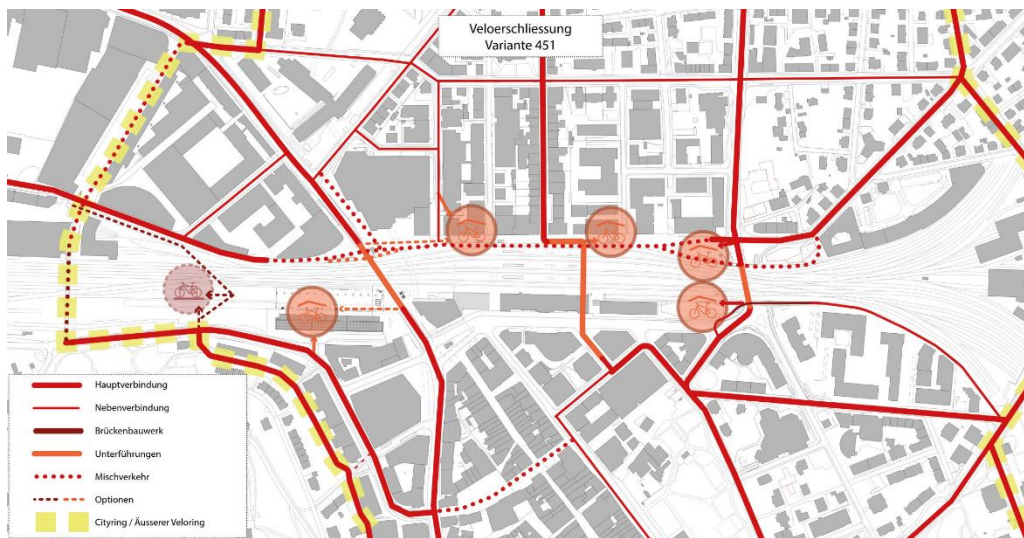 Veloerschliessung
Variante 451
Hauptverbindung
Nebenverbindung
Brückenbauwerk
Unterführungen
Mischverkehr
Optionen
Cityring / Äusserer Veloring